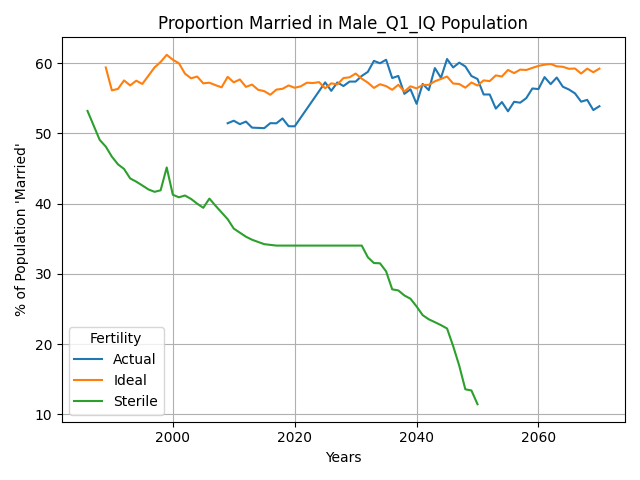 Proportion Married in Male_Q1_IQ Population
% of Population 'Married'
60
50
40
30
20
10
Fertility
Actual
Ideal
Sterile
2000
2020
2040
2060
Years